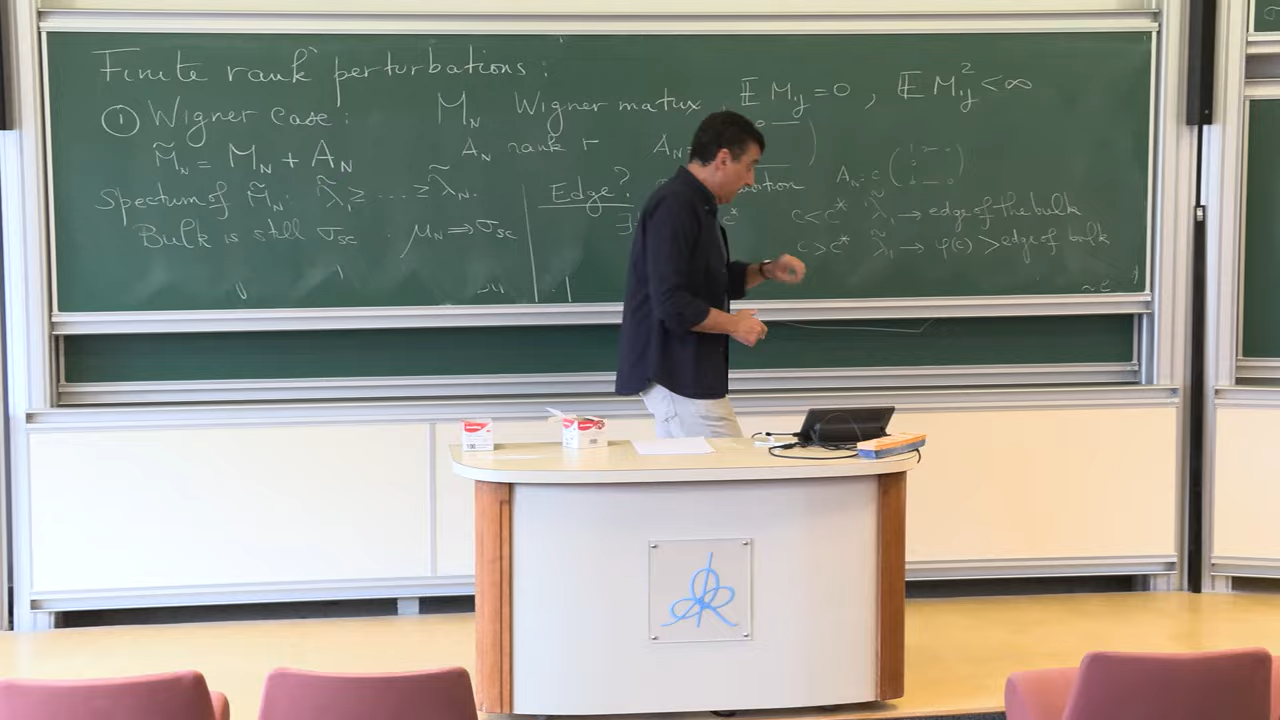 Finite rank perturbations:
① Wigner case: M_N Wigner matrix, 𝔼 M_ij = 0, 𝔼 M_ij² < ∞
M̃_N = M_N + A_N
A_N rank r
A_N =
A_N = c
Spectrum of M̃_N: λ̃_1 ≥ ... ≥ λ̃_N.
Bulk is still σ_sc μ_N ⟹ σ_sc
Edge?
∃ c*
c < c* λ̃_1 → edge of the bulk
c > c* λ̃_1 → φ(c) > edge of bulk